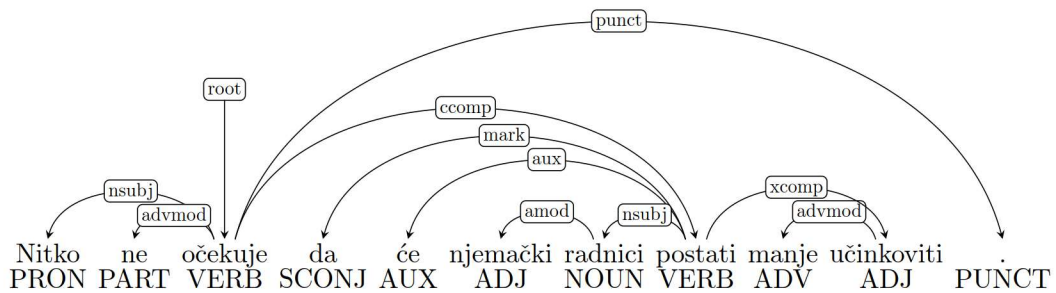 punct
root
ccomp
mark
aux
nsubj
xcomp
advmod
amod
nsubj
advmod
Nitko ne očekuje da će njemački radnici postati manje učinkoviti .
PRON PART VERB SCONJ AUX ADJ NOUN VERB ADV ADJ PUNCT